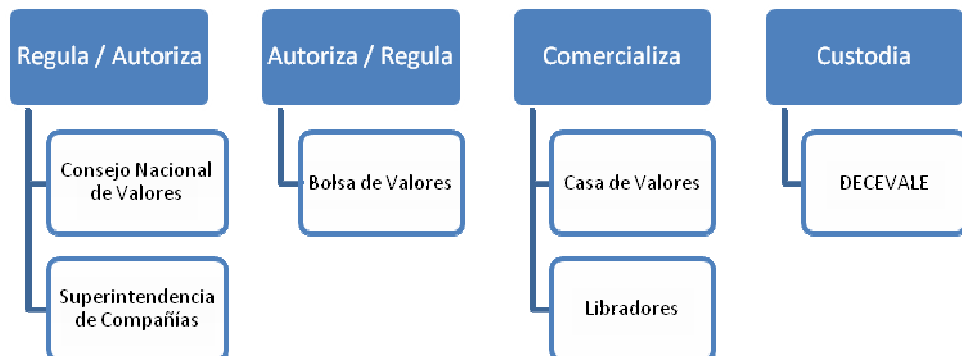 Regula / Autoriza
Consejo Nacional
de Valores
Superintendencia
de Compañías
Autoriza / Regula
Bolsa de Valores
Comercializa
Casa de Valores
Libradores
Custodia
DECEVALE